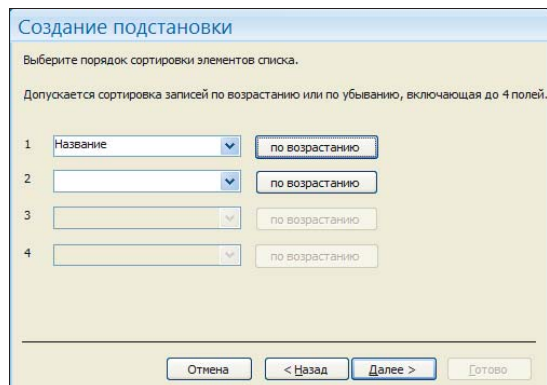 Создание подстановки
Выберите порядок сортировки элементов списка.
Допускается сортировка записей по возрастанию или по убыванию, включающая до 4 полей.
1 Название по возрастанию
2 по возрастанию
3 по возрастанию
4 по возрастанию
Отмена < Назад Далее > Готово